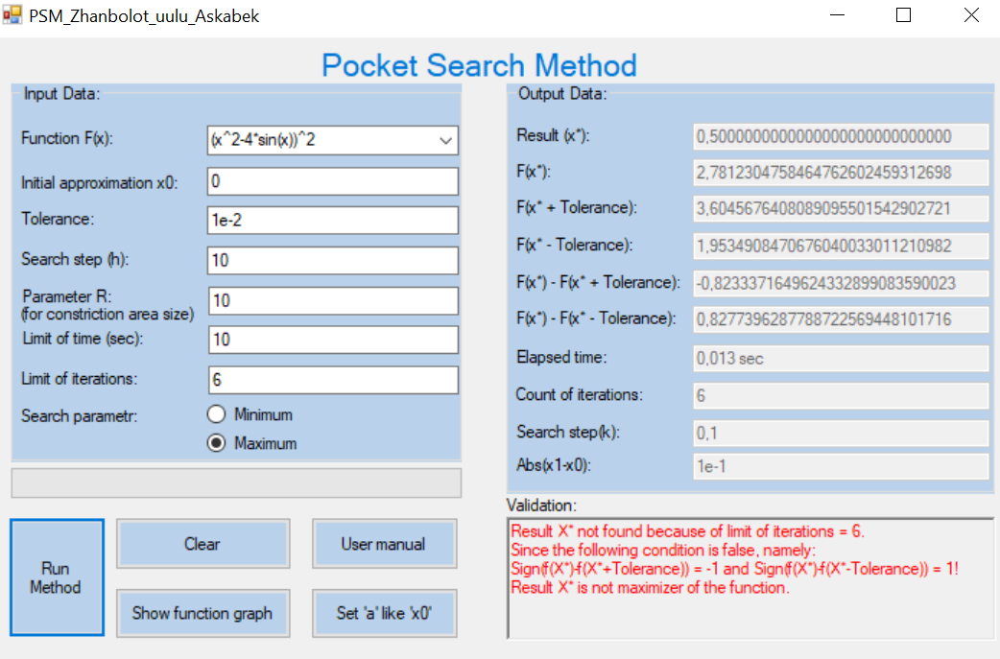 PSM_Zhanbolot_uulu_Askabek
Pocket Search Method
Input Data:
Function F(x):
(x^2-4*sin(x))^2
Initial approximation x0:
0
Tolerance:
1e-2
Search step (h):
10
Parameter R:
(for constriction area size)
10
Limit of time (sec):
10
Limit of iterations:
6
Search parametr:
Minimum
Maximum
Run
Method
Clear
User manual
Show function graph
Set 'a' like 'x0'
Output Data:
Result (x*):
0,5000000000000000000000000000
F(x*):
2,7812304758464762602459312698
F(x* + Tolerance):
3,6045676408089095501542902721
F(x* - Tolerance):
1,9534908470676040033011210982
F(x*) - F(x* + Tolerance):
-0,8233371649624332899083590023
F(x*) - F(x* - Tolerance):
0,8277396287788722569448101716
Elapsed time:
0,013 sec
Count of iterations:
6
Search step(k):
0,1
Abs(x1-x0):
1e-1
Validation:
Result X* not found because of limit of iterations = 6.
Since the following condition is false, namely:
Sign(f(X*)-f(X*+Tolerance)) = -1 and Sign(f(X*)-f(X*-Tolerance)) = 1!
Result X* is not maximizer of the function.